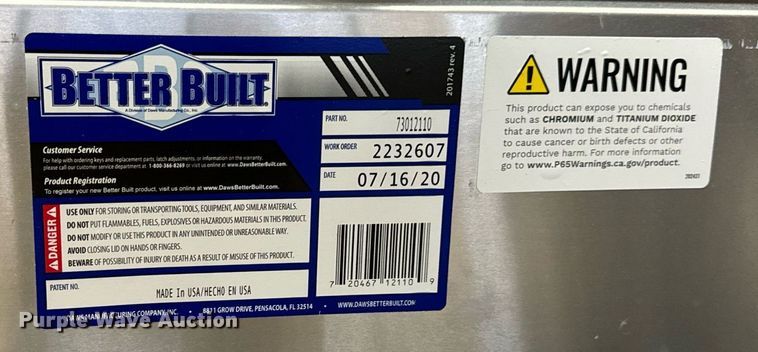 BETTER BUILT®
A Division of Daws Manufacturing Co., Inc.
201743 rev. 4
Customer Service
For help with ordering keys and replacement parts, latch adjustments, or information on the warranty,
please call our customer service department at 1-800-366-8269 or visit us online at www.DawsBetterBuilt.com.
Product Registration
To register your new Better Built product, visit us online at www.DawsBetterBuilt.com.
PART NO. 73012110
WORK ORDER 2232607
DATE 07/16/20
DANGER
USE ONLY FOR STORING OR TRANSPORTING TOOLS, EQUIPMENT, AND SIMILAR MATERIALS.
DO NOT PUT FLAMMABLES, FUELS, EXPLOSIVES OR HAZARDOUS MATERIALS IN THIS PRODUCT.
DO NOT MODIFY OR USE THIS PRODUCT IN ANY UNINTENDED OR UNREASONABLE WAY.
AVOID CLOSING LID ON HANDS OR FINGERS.
BEWARE OF POSSIBILITY OF INJURY OR DEATH AS A RESULT OF MISUSE OF THIS PRODUCT.
7 20467 12110 9
PATENT NO.
MADE In USA/HECHO EN USA
DAWS MANUFACTURING COMPANY, INC. • 8811 GROW DRIVE, PENSACOLA, FL 32514 • WWW.DAWSBETTERBUILT.COM
WARNING
This product can expose you to chemicals
such as CHROMIUM and TITANIUM DIOXIDE
that are known to the State of California
to cause cancer or birth defects or other
reproductive harm. For more information
go to www.P65Warnings.ca.gov/product.
202431
Purple Wave Auction